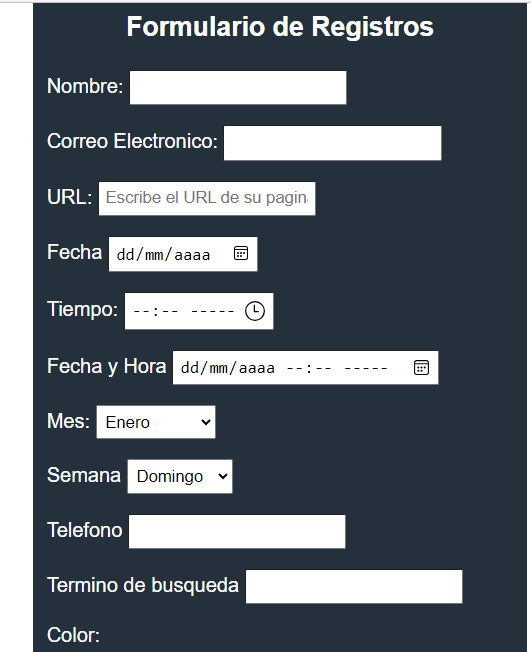 Formulario de Registros
Nombre:
Correo Electronico:
URL: Escribe el URL de su pagin
Fecha dd/mm/aaaa
Tiempo: --:-- -----
Fecha y Hora dd/mm/aaaa --:-- -----
Mes: Enero
Semana Domingo
Telefono
Termino de busqueda
Color: